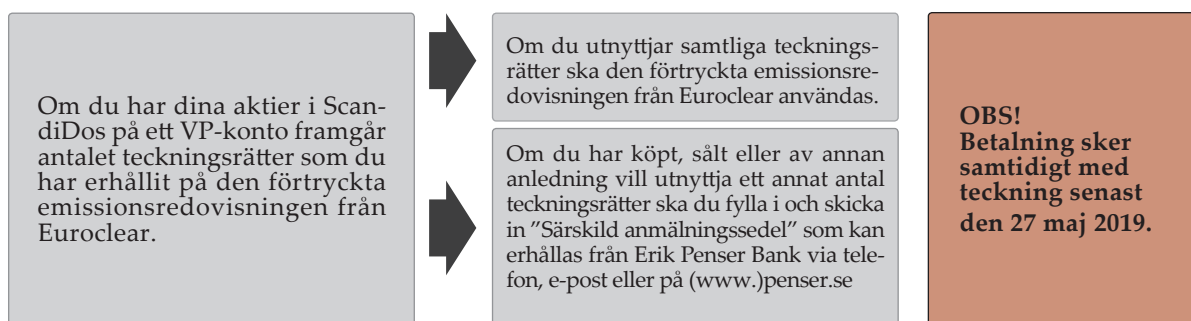 Om du har dina aktier i Scan-
diDos på ett VP-konto framgår
antalet teckningsrätter som du
har erhållit på den förtryckta
emissionsredovisningen från
Euroclear.
Om du utnyttjar samtliga tecknings-
rätter ska den förtryckta emissionsre-
dovisningen från Euroclear användas.
Om du har köpt, sålt eller av annan
anledning vill utnyttja ett annat antal
teckningsrätter ska du fylla i och skicka
in ”Särskild anmälningssedel” som kan
erhållas från Erik Penser Bank via tele-
fon, e-post eller på (www.)penser.se
OBS!
Betalning sker
samtidigt med
teckning senast
den 27 maj 2019.